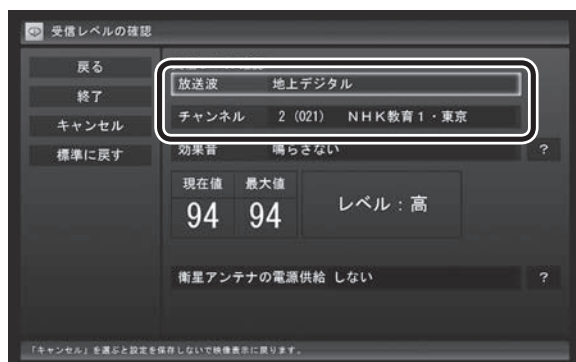 受信レベルの確認
戻る
終了
キャンセル
標準に戻す
放送波 地上デジタル
チャンネル 2 (021) NHK教育1・東京
効果音 鳴らさない ?
現在値 最大値
94 94 レベル:高
衛星アンテナの電源供給 しない ?
「キャンセル」を選ぶと設定を保存しないで映像表示に戻ります。